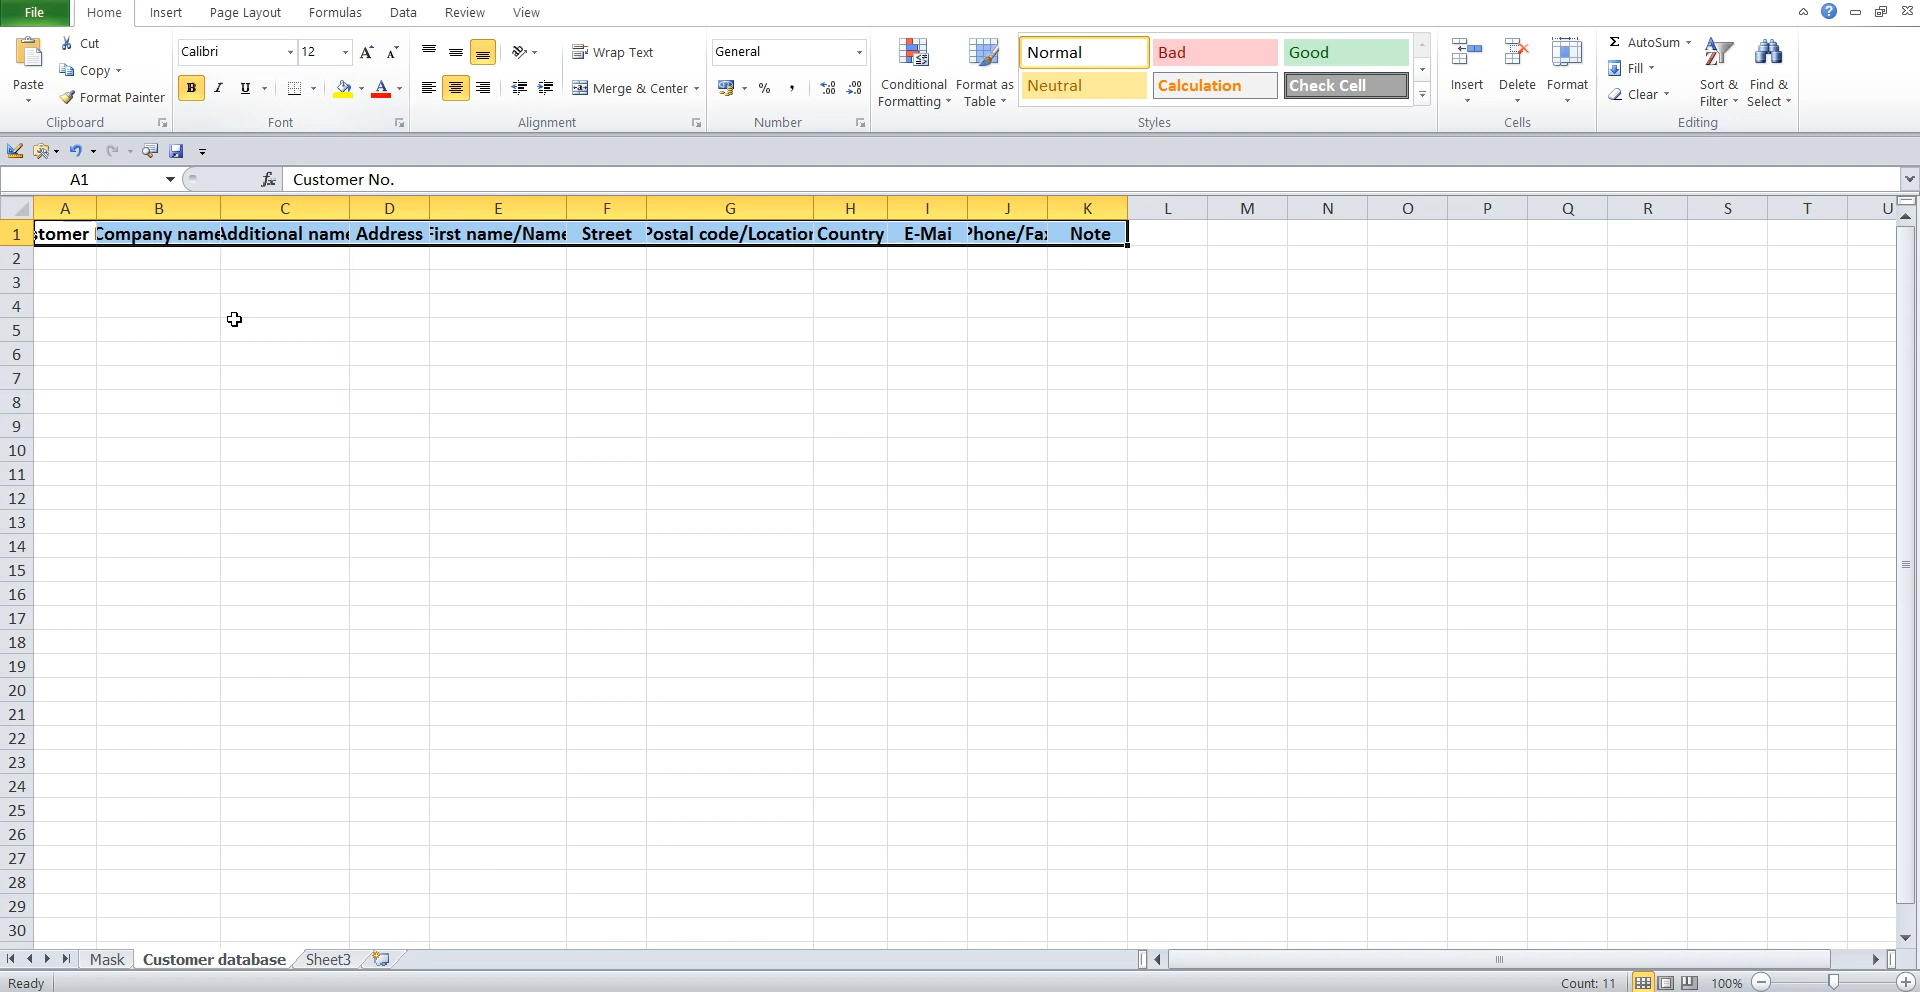 File Home Insert Page Layout Formulas Data Review View
Cut
Copy
Format Painter
Paste
Clipboard
Calibri 12
B I U
Font
Wrap Text
Merge & Center
Alignment
General
%
Number
Conditional Formatting
Format as Table
Normal Bad Good
Neutral Calculation Check Cell
Styles
Insert Delete Format
Cells
Σ AutoSum
Fill
Clear
Sort & Filter
Find & Select
Editing
A1 fx Customer No.
A B C D E F G H I J K L M N O P Q R S T U
1 stomer Company name Additional name Address First name/Name Street Postal code/Location Country E-Mai Phone/Fax Note
2
3
4
5
6
7
8
9
10
11
12
13
14
15
16
17
18
19
20
21
22
23
24
25
26
27
28
29
30
Mask Customer database Sheet3
Ready Count: 11 100%